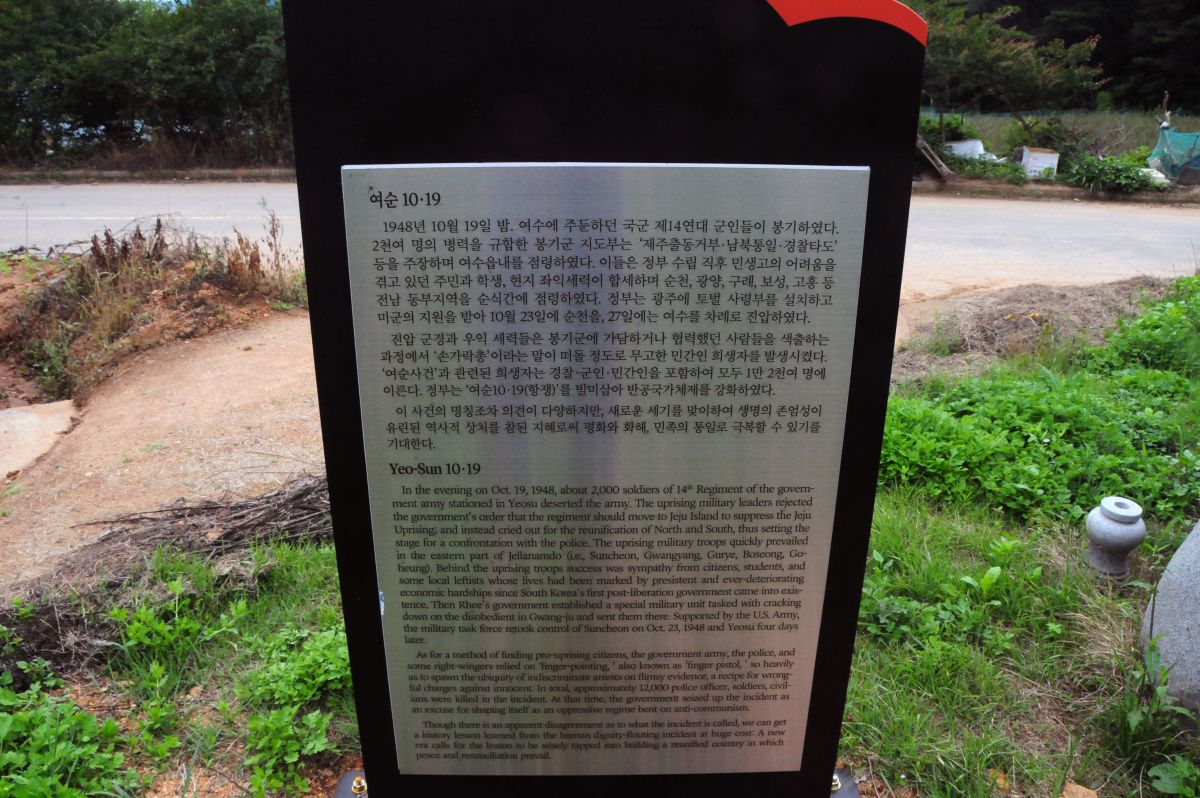 여순 10·19
1948년 10월 19일 밤. 여수에 주둔하던 국군 제14연대 군인들이 봉기하였다.
2천여 명의 병력을 규합한 봉기군 지도부는 '제주출동거부·남북통일·경찰타도'
등을 주장하며 여수읍내를 점령하였다. 이들은 정부 수립 직후 민생고의 어려움을
겪고 있던 주민과 학생, 현지 좌익세력이 합세하며 순천, 광양, 구례, 보성, 고흥 등
전남 동부지역을 순식간에 점령하였다. 정부는 광주에 토벌 사령부를 설치하고
미군의 지원을 받아 10월 23일에 순천을, 27일에는 여수를 차례로 진압하였다.
진압 군경과 우익 세력들은 봉기군에 가담하거나 협력했던 사람들을 색출하는
과정에서 '손가락총'이라는 말이 떠돌 정도로 무고한 민간인 희생자를 발생시켰다.
'여순사건'과 관련된 희생자는 경찰·군인·민간인을 포함하여 모두 1만 2천여 명에
이른다. 정부는 '여순10·19(항쟁)'를 발미삼아 반공국가체제를 강화하였다.
이 사건의 명칭조차 의견이 다양하지만, 새로운 세기를 맞이하여 생명의 존엄성이
유린된 역사적 상처를 참된 지혜로써 평화와 화해, 민족의 통일로 극복할 수 있기를
기대한다.
Yeo-Sun 10·19
In the evening on Oct. 19, 1948, about 2,000 soldiers of 14th Regiment of the govern-
ment army stationed in Yeosu deserted the army. The uprising military leaders rejected
the government's order that the regiment should move to Jeju Island to suppress the Jeju
Uprising; and instead cried out for the reunification of North and South, thus setting the
stage for a confrontation with the police. The uprising military troops quickly prevailed
in the eastern part of Jellanamdo (i.e., Suncheon, Gwangyang, Gurye, Boseong, Go-
heung). Behind the uprising troops success was sympathy from citizens, students, and
some local leftists whose lives had been marked by presistent and ever-deteriorating
economic hardships since South Korea's first post-liberation government came into exis-
tence. Then Rhee's government established a special military unit tasked with cracking
down on the disobedient in Gwang-ju and sent them there. Supported by the U.S. Army,
the military task force retook control of Suncheon on Oct. 23, 1948 and Yeosu four days
later.
As for a method of finding pro-uprising citizens, the government army, the police, and
some right-wingers relied on 'finger-pointing, ' also known as 'finger pistol, ' so heavily
as to spawn the ubiquity of indiscriminate arrests on flimsy evidence, a recipe for wrong-
ful charges against innocent. In total, approximately 12,000 police officer, soldiers, civil-
ians were killed in the incident. At that time, the government seized up the incident as
an excuse for shaping itself as an oppressive regime bent on anti-communism.
Though there is an apparent disagreement as to what the incident is called, we can get
a history lesson learned from the human dignity-flouting incident at huge cost: A new
era calls for the lesson to be wisely tapped into building a reunified country in which
peace and reconciliation prevail.